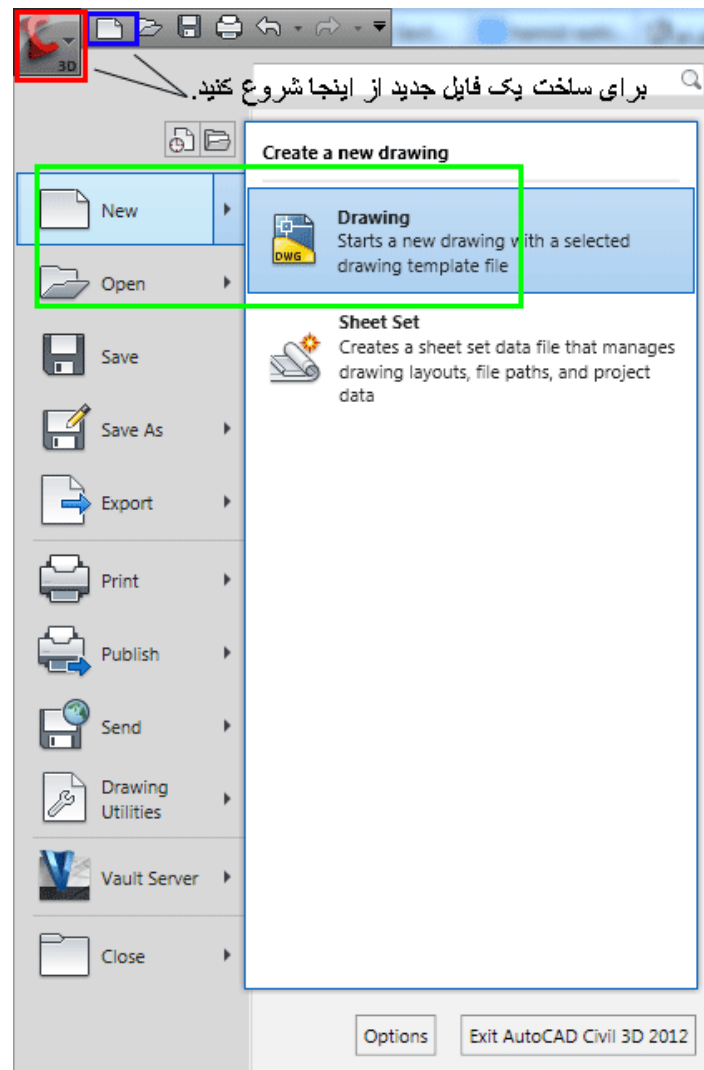 3D
برای ساخت یک فایل جدید از اینجا شروع کنید.
Create a new drawing
New
Drawing
Starts a new drawing with a selected
drawing template file
DWG
Open
Sheet Set
Creates a sheet set data file that manages
drawing layouts, file paths, and project
data
Save
Save As
Export
Print
Publish
Send
Drawing
Utilities
Vault Server
Close
Options
Exit AutoCAD Civil 3D 2012